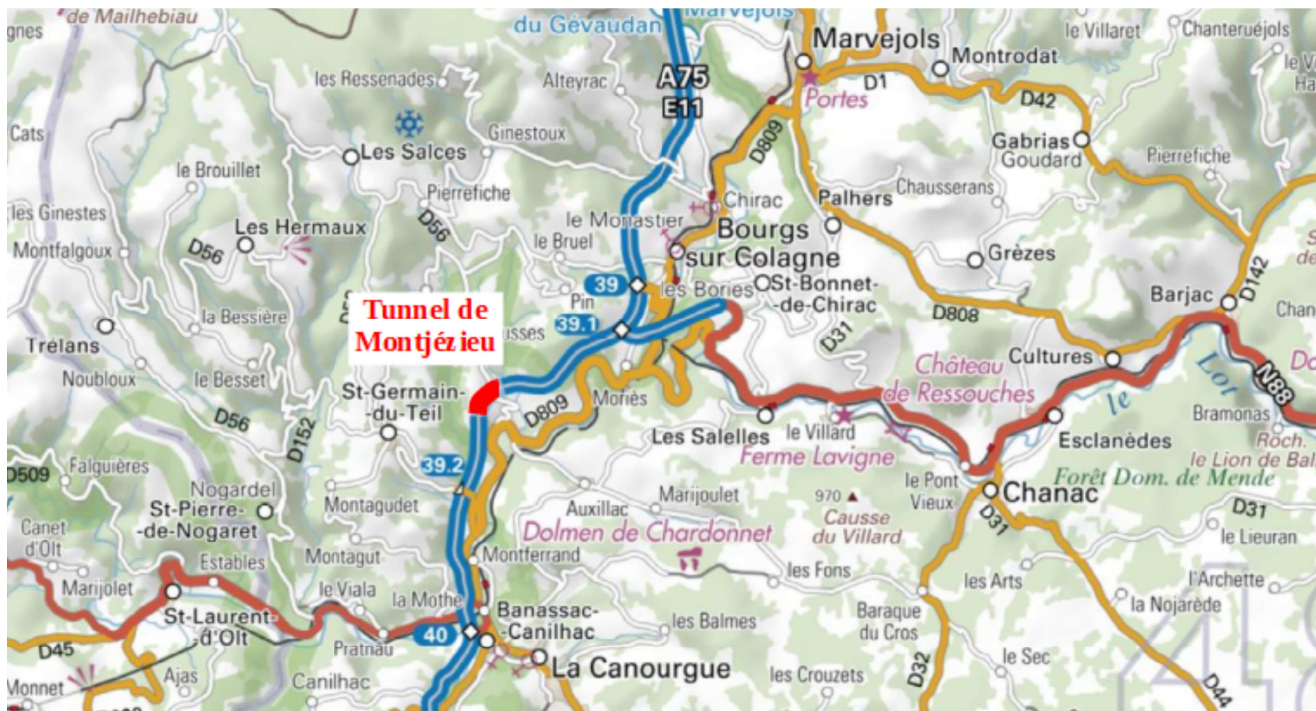 de Mailhebiau
du Gévaudan
Marvejols
le Villaret
Chanteruéjols
les Ressenades
Alteyrac
A75
E11
Marvejols
Montrodat
Portes
D1
D42
Cats
Ginestoux
Les Salces
D809
Gabrias
Goudard
Pierrefiche
le Brouillet
Pierrefiche
Chirac
Palhers
Chausserans
les Ginestes
Les Hermaux
D56
le Monastier
Bourgs
sur Colagne
Montfalgoux
D56
le Bruel
Grèzes
39
les Bories
St-Bonnet-
-de-Chirac
Barjac
D142
Pin
39.1
Tunnel de
Montjézieu
la Bessière
D31
D808
Cultures
Trélans
Noubloux
le Besset
usses
Château
de Ressouches
le Lot
N88
St-Germain-
-du-Teil
Moriès
D809
D56
D152
Les Salelles
le Villard
Ferme Lavigne
Esclanèdes
Bramonas
Roch.
le Lion de Bal
D509
Falquières
39.2
le Pont
Vieux
Forêt Dom. de Mende
Nogardel
Montagudet
Auxillac
Marijoulet
970
Causse
du Villard
Chanac
St-Pierre-
-de-Nogaret
D31
D31
Canet
d'Olt
Dolmen de Chardonnet
le Lieuran
Montagut
Montferrand
Estables
Marijolet
les Fons
les Arts
l'Archette
le Viala
la Mothe
Banassac-
-Canilhac
St-Laurent-
d'Olt
Baraque
du Cros
la Nojarède
40
les Balmes
Pratnau
D45
La Canourgue
le Sec
Monnet
Ajas
Canilhac
les Crouzets
D32
D44